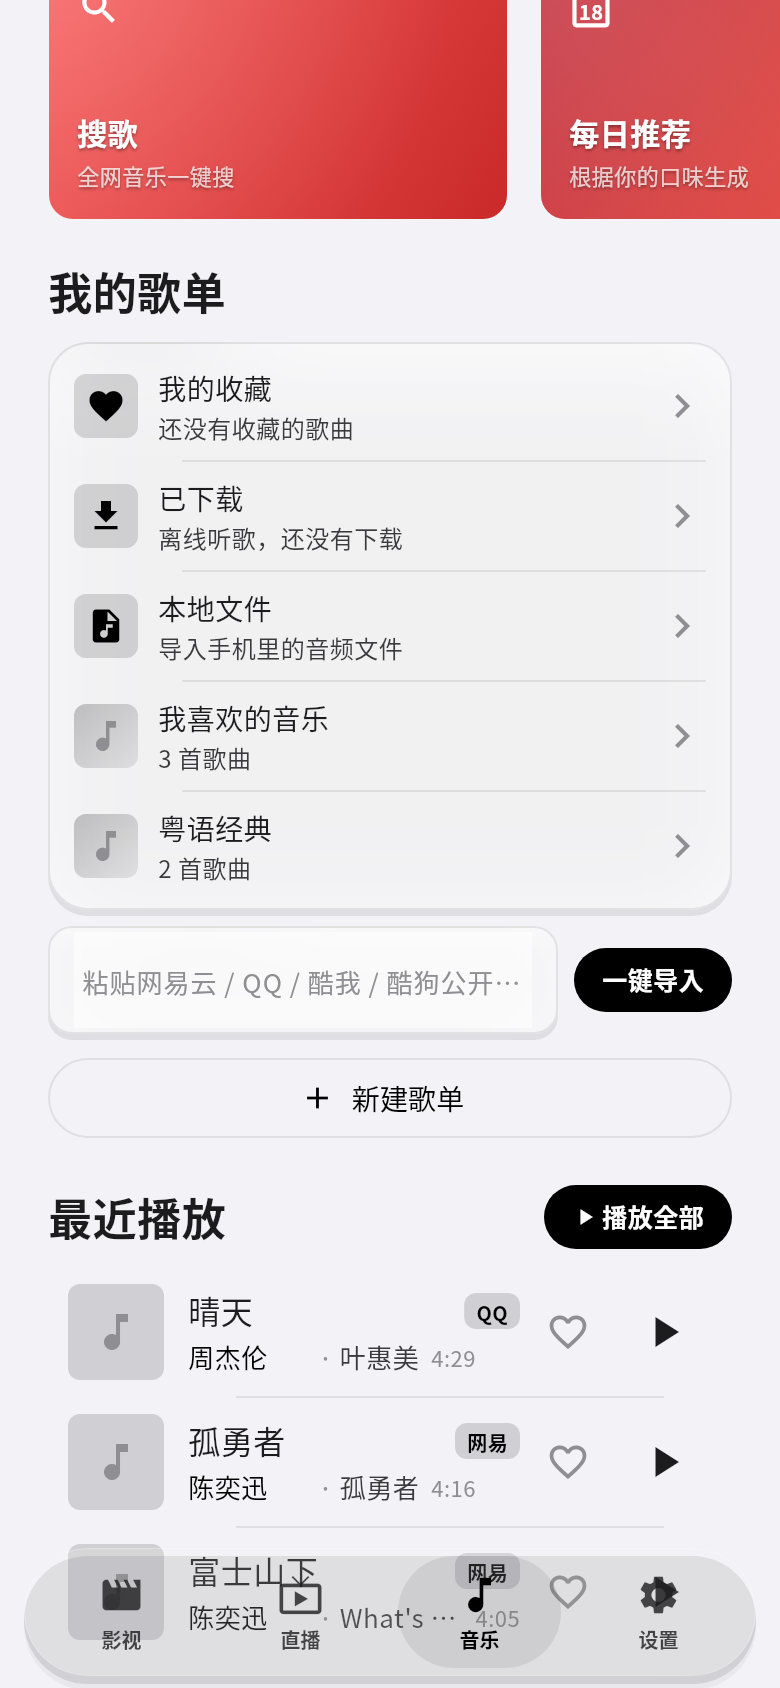 18
搜歌
全网音乐一键搜
每日推荐
根据你的口味生成
我的歌单
我的收藏
还没有收藏的歌曲
已下载
离线听歌，还没有下载
本地文件
导入手机里的音频文件
我喜欢的音乐
3 首歌曲
粤语经典
2 首歌曲
粘贴网易云 / QQ / 酷我 / 酷狗公开…
一键导入
新建歌单
最近播放
播放全部
晴天
QQ
周杰伦 · 叶惠美 4:29
孤勇者
网易
陈奕迅 · 孤勇者 4:16
富士山下
网易
陈奕迅 · What's … 4:05
影视
直播
音乐
设置